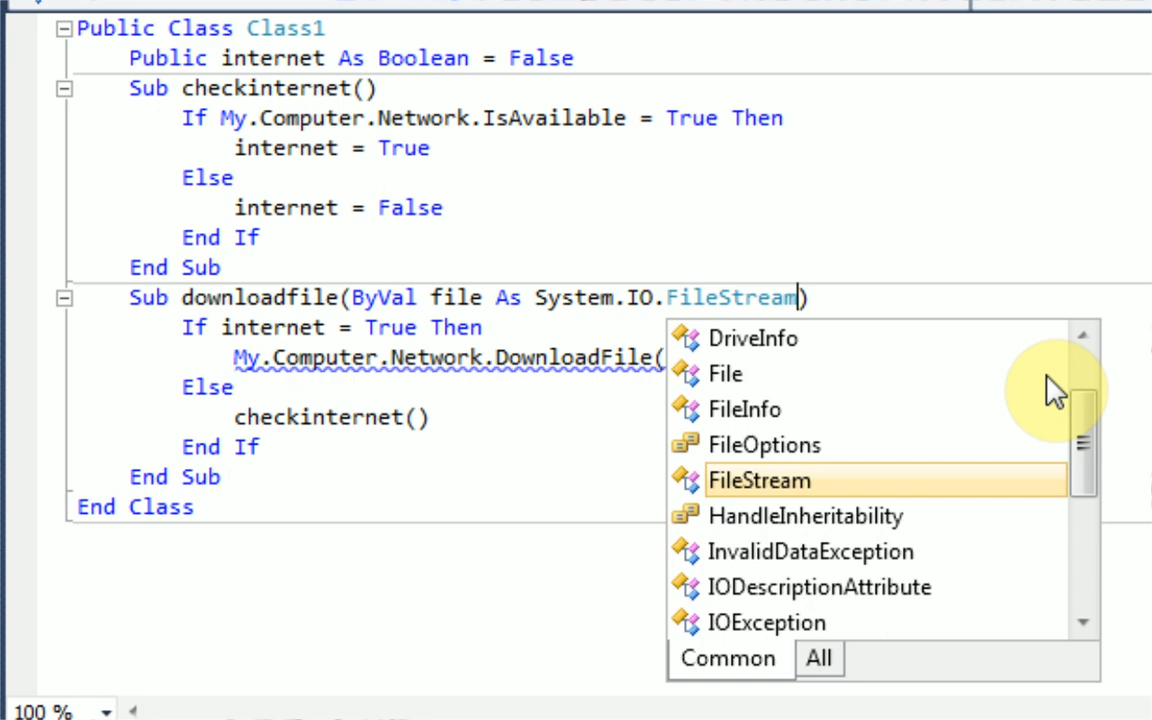 Public Class Class1
Public internet As Boolean = False
Sub checkinternet()
If My.Computer.Network.IsAvailable = True Then
internet = True
Else
internet = False
End If
End Sub
Sub downloadfile(ByVal file As System.IO.FileStream)
If internet = True Then
My.Computer.Network.DownloadFile(
Else
checkinternet()
End If
End Sub
End Class
DriveInfo
File
FileInfo
FileOptions
FileStream
HandleInheritability
InvalidDataException
IODescriptionAttribute
IOException
Common All
100 %